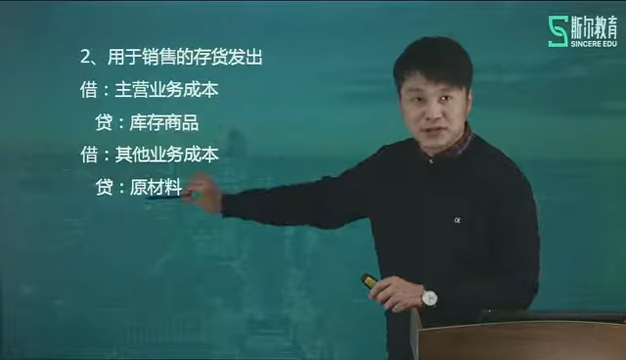 斯尔教育
SINCERE EDU
2、用于销售的存货发出
借：主营业务成本
贷：库存商品
借：其他业务成本
贷：原材料